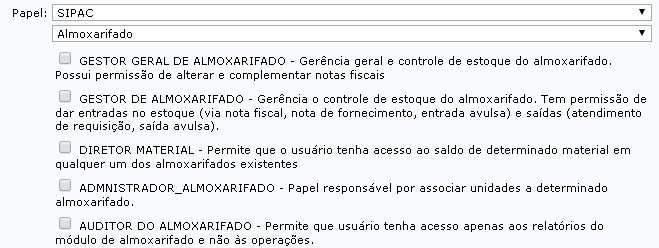 Papel: SIPAC
Almoxarifado
GESTOR GERAL DE ALMOXARIFADO - Gerência geral e controle de estoque do almoxarifado.
Possui permissão de alterar e complementar notas fiscais
GESTOR DE ALMOXARIFADO - Gerência o controle de estoque do almoxarifado. Tem permissão de
dar entradas no estoque (via nota fiscal, nota de fornecimento, entrada avulsa) e saídas (atendimento
de requisição, saída avulsa).
DIRETOR MATERIAL - Permite que o usuário tenha acesso ao saldo de determinado material em
qualquer um dos almoxarifados existentes
ADMNISTRADOR_ALMOXARIFADO - Papel responsável por associar unidades a determinado
almoxarifado.
AUDITOR DO ALMOXARIFADO - Permite que usuário tenha acesso apenas aos relatórios do
módulo de almoxarifado e não às operações.